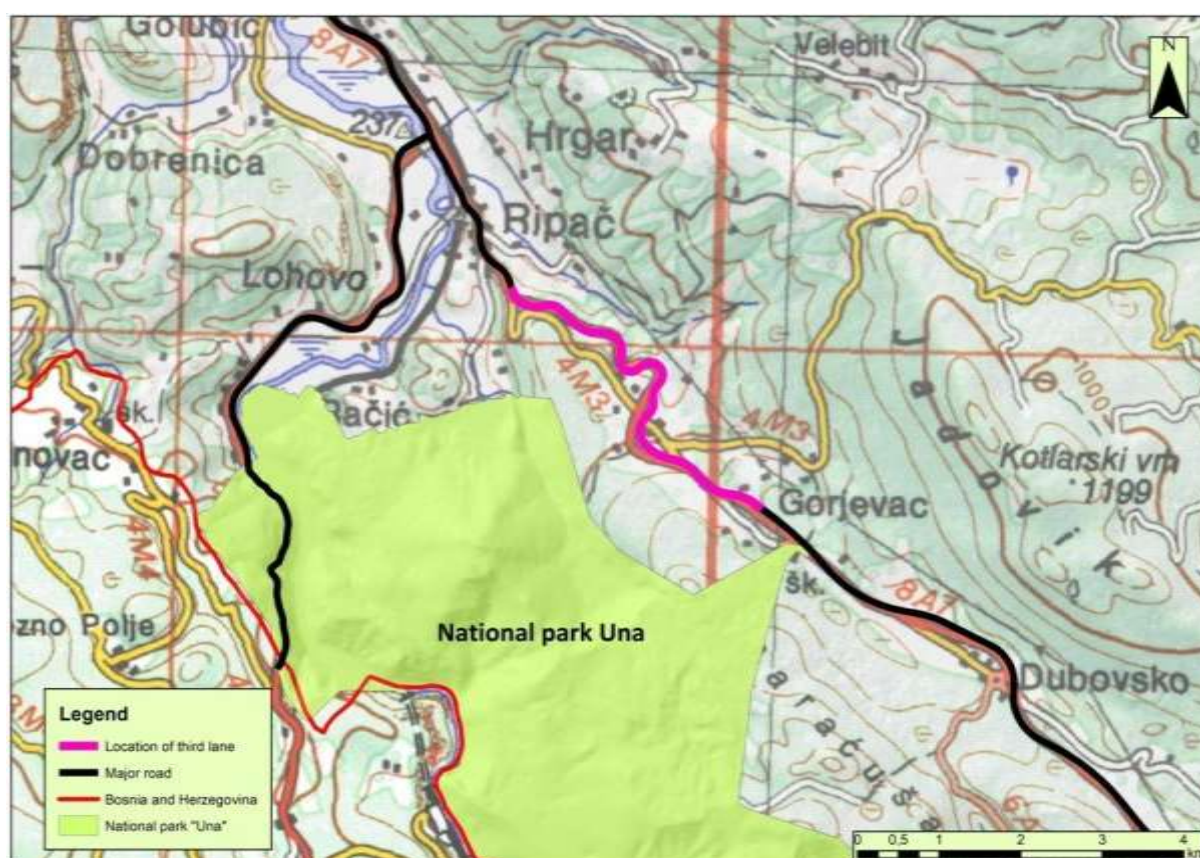 Golubić
8A7
Velebit
N
237
Hrgar
Dobrenica
Ripač
Lohovo
4M3
Račić
šk.
novac
4M3
Kotlarski vrh
1199
1000
Jadovik
Gorjevac
4M4
šk.
8A7
zno Polje
National park Una
Dubovsko
Legend
Location of third lane
Major road
Bosnia and Herzegovina
National park "Una"
0 0,5 1 2 3 4